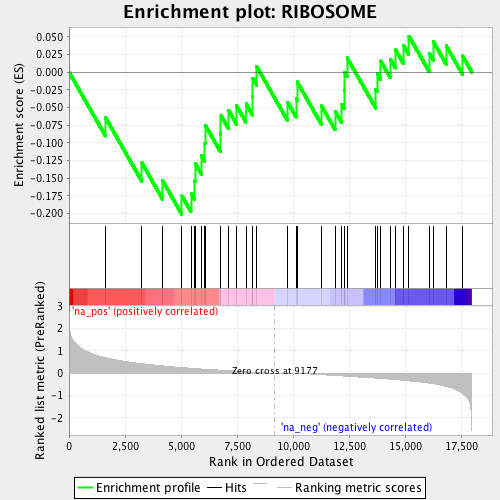 Enrichment plot: RIBOSOME
Enrichment score (ES)
0.050
0.025
0.000
-0.025
-0.050
-0.075
-0.100
-0.125
-0.150
-0.175
-0.200
'na_pos' (positively correlated)
Ranked list metric (PreRanked)
3
2
1
0
-1
-2
Zero cross at 9177
'na_neg' (negatively correlated)
0
2,500
5,000
7,500
10,000
12,500
15,000
17,500
Rank in Ordered Dataset
Enrichment profile
Hits
Ranking metric scores